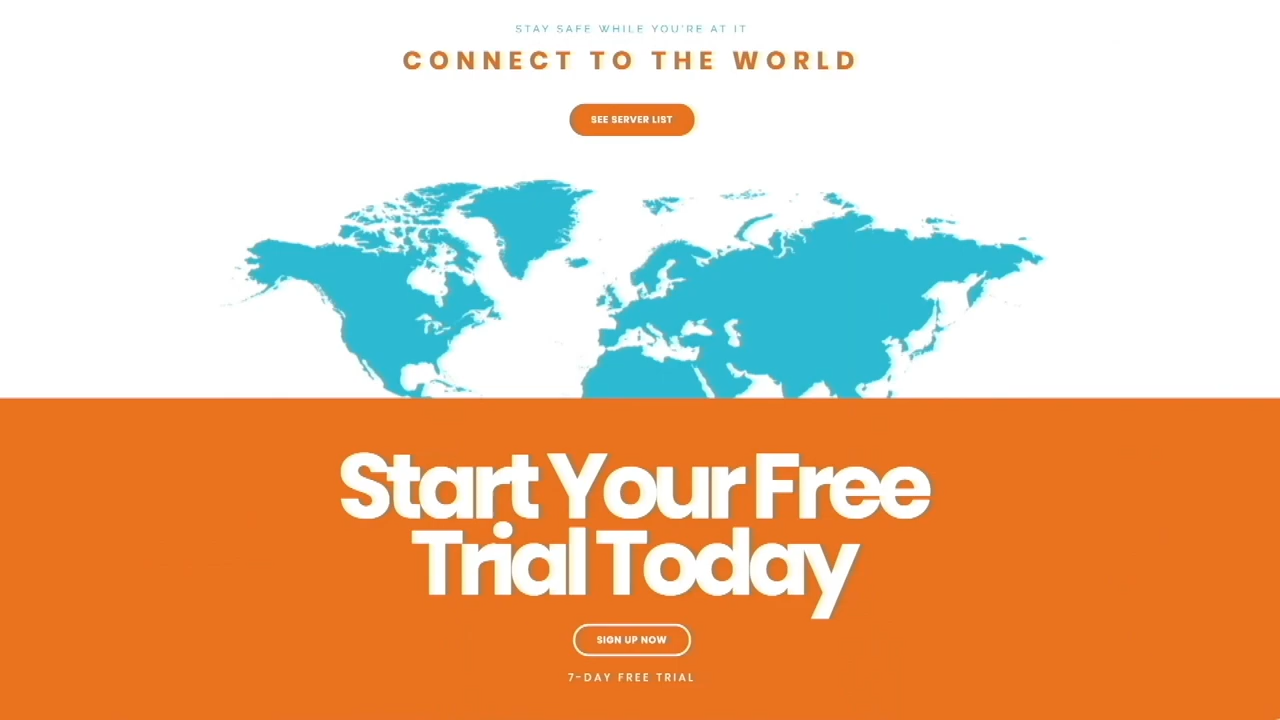 STAY SAFE WHILE YOU'RE AT IT
CONNECT TO THE WORLD
SEE SERVER LIST
Start Your Free
Trial Today
SIGN UP NOW
7-DAY FREE TRIAL